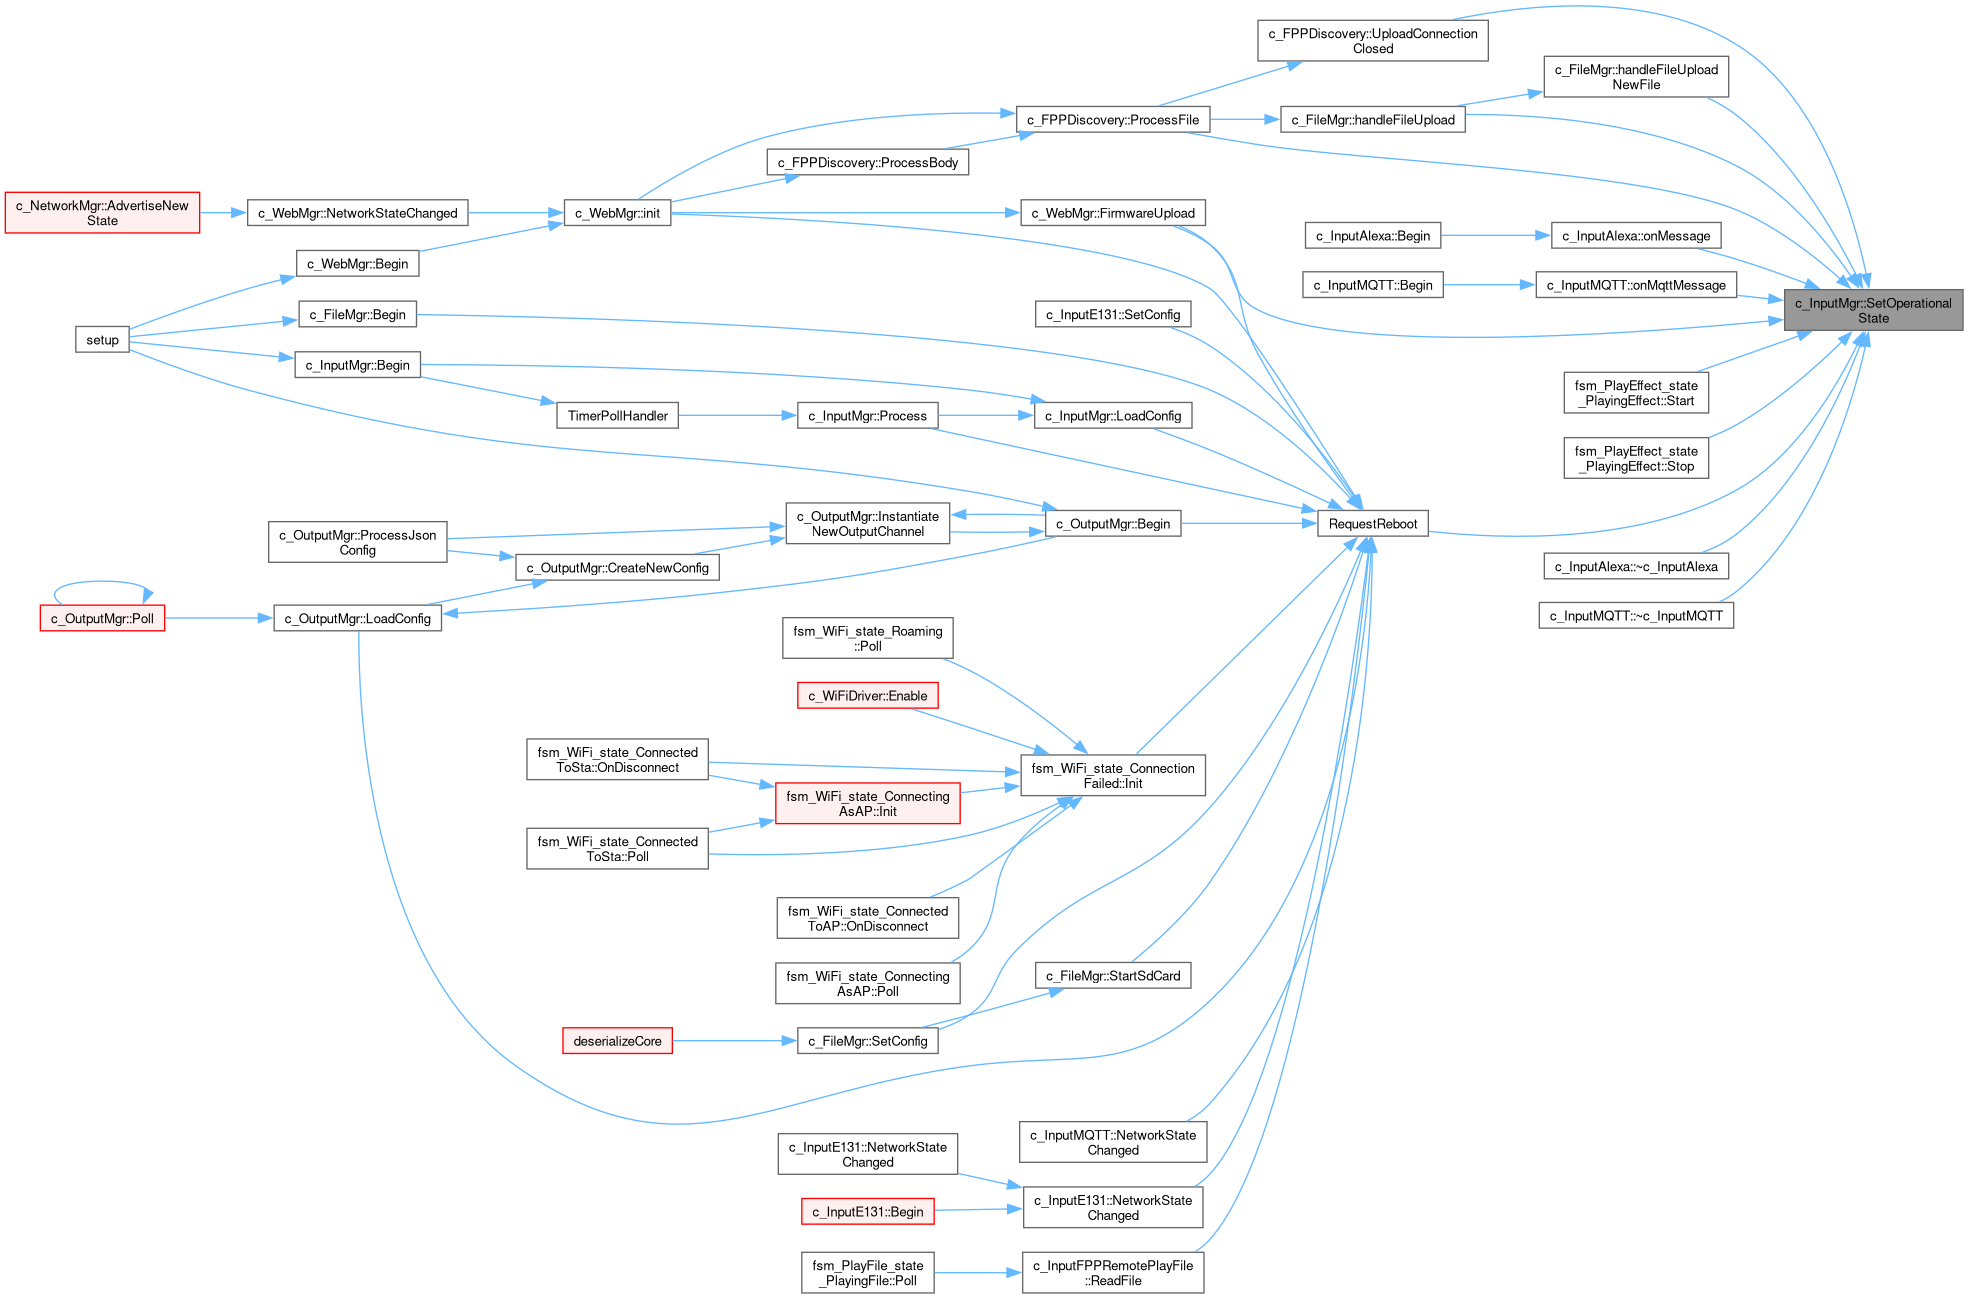 c_FPPDiscovery::UploadConnection
Closed
c_FileMgr::handleFileUpload
NewFile
c_FPPDiscovery::ProcessFile
c_FileMgr::handleFileUpload
c_FPPDiscovery::ProcessBody
c_NetworkMgr::AdvertiseNew
State
c_WebMgr::NetworkStateChanged
c_WebMgr::init
c_WebMgr::FirmwareUpload
c_InputAlexa::Begin
c_InputAlexa::onMessage
c_WebMgr::Begin
c_InputMQTT::Begin
c_InputMQTT::onMqttMessage
c_InputMgr::SetOperational
State
c_FileMgr::Begin
c_InputE131::SetConfig
setup
c_InputMgr::Begin
fsm_PlayEffect_state
_PlayingEffect::Start
TimerPollHandler
c_InputMgr::Process
c_InputMgr::LoadConfig
fsm_PlayEffect_state
_PlayingEffect::Stop
c_OutputMgr::ProcessJson
Config
c_OutputMgr::Instantiate
NewOutputChannel
c_OutputMgr::Begin
RequestReboot
c_OutputMgr::CreateNewConfig
c_InputAlexa::~c_InputAlexa
c_OutputMgr::Poll
c_OutputMgr::LoadConfig
c_InputMQTT::~c_InputMQTT
fsm_WiFi_state_Roaming
::Poll
c_WiFiDriver::Enable
fsm_WiFi_state_Connected
ToSta::OnDisconnect
fsm_WiFi_state_Connection
Failed::Init
fsm_WiFi_state_Connecting
AsAP::Init
fsm_WiFi_state_Connected
ToSta::Poll
fsm_WiFi_state_Connected
ToAP::OnDisconnect
fsm_WiFi_state_Connecting
AsAP::Poll
c_FileMgr::StartSdCard
deserializeCore
c_FileMgr::SetConfig
c_InputMQTT::NetworkState
Changed
c_InputE131::NetworkState
Changed
c_InputE131::NetworkState
Changed
c_InputE131::Begin
fsm_PlayFile_state
_PlayingFile::Poll
c_InputFPPRemotePlayFile
::ReadFile